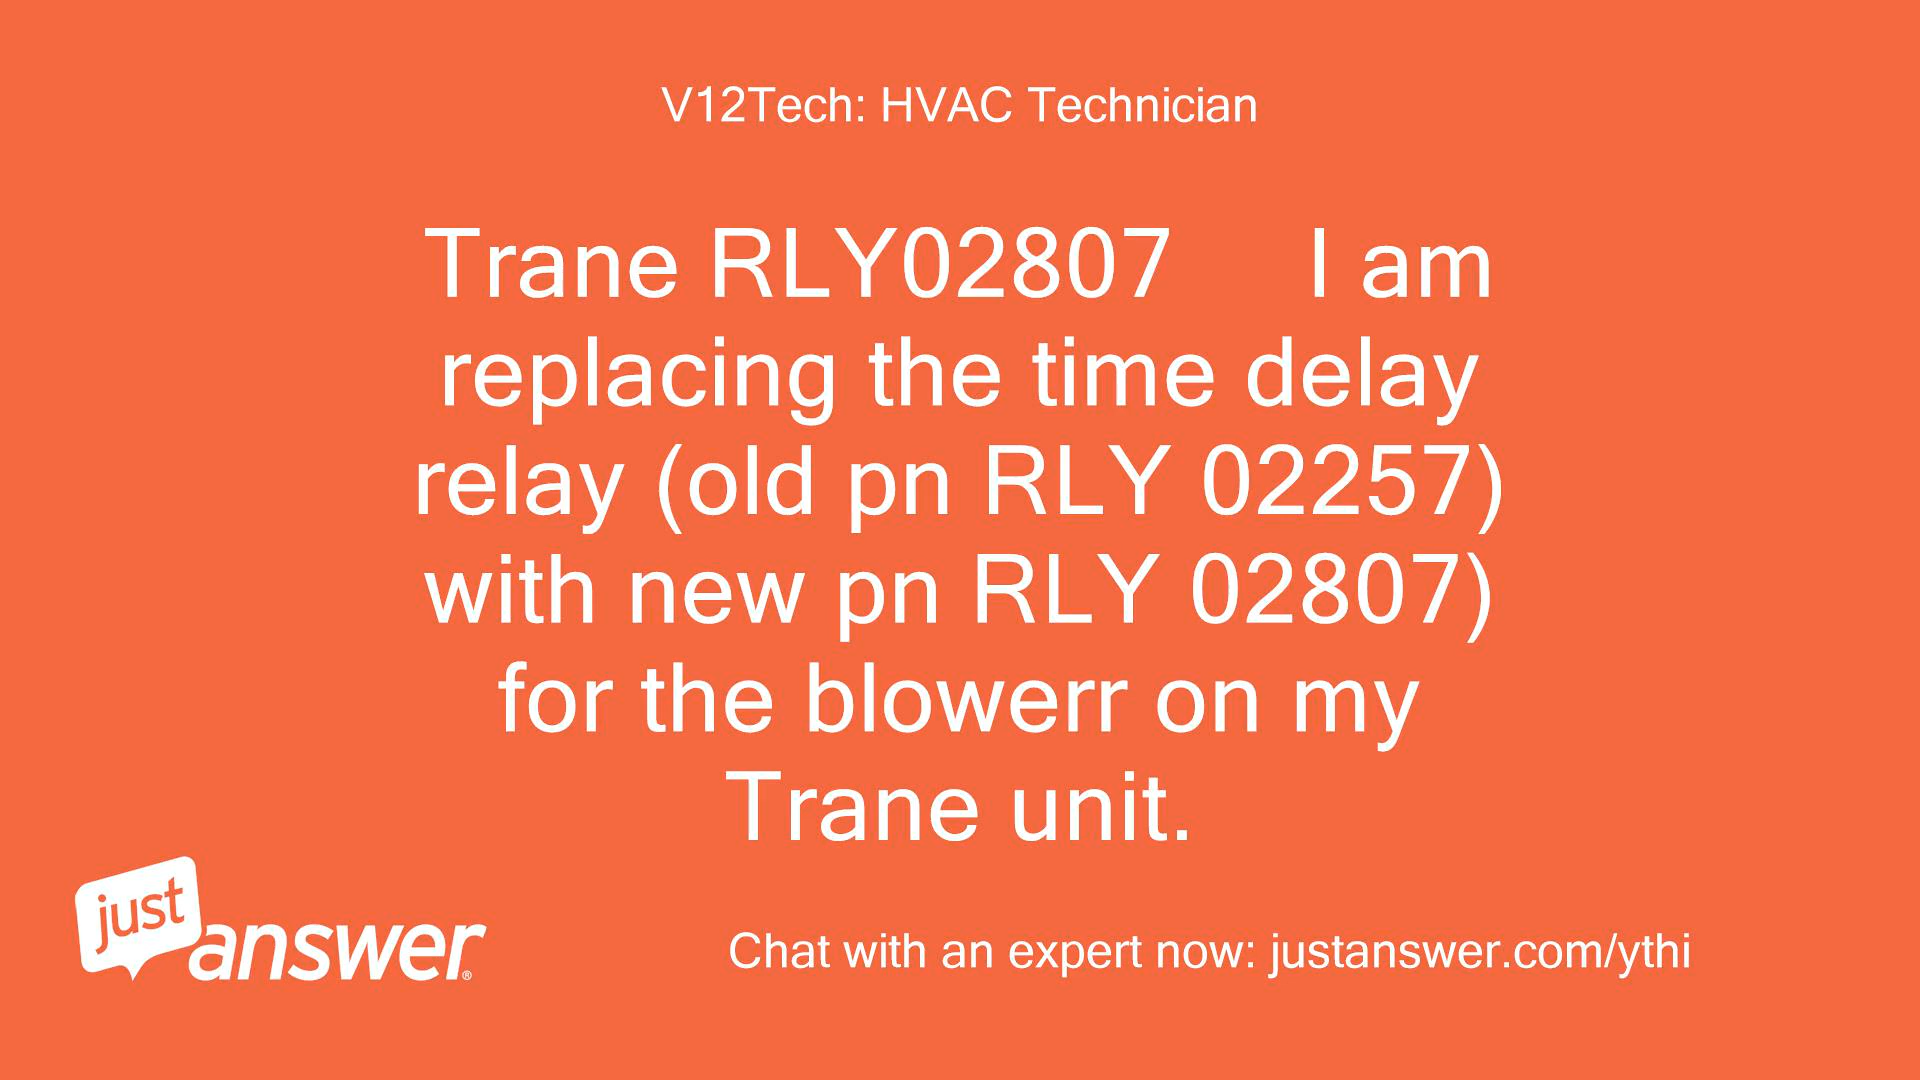 V12Tech: HVAC Technician
Trane RLY02807 I am
replacing the time delay
relay (old pn RLY 02257)
with new pn RLY 02807)
for the blowerr on my
Trane unit.
just
answer®
Chat with an expert now: justanswer.com/ythi